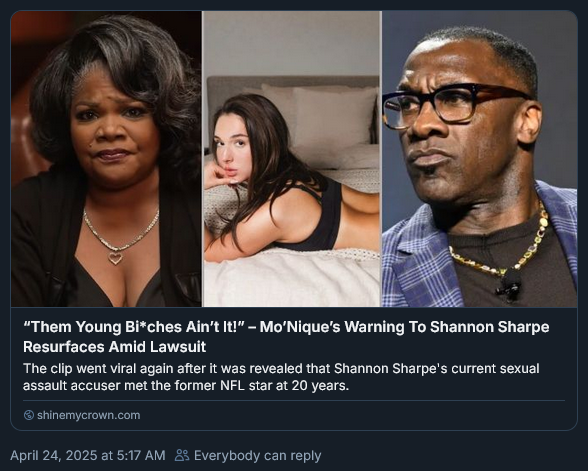 “Them Young Bi*ches Ain’t It!” – Mo’Nique’s Warning To Shannon Sharpe
Resurfaces Amid Lawsuit
The clip went viral again after it was revealed that Shannon Sharpe's current sexual
assault accuser met the former NFL star at 20 years.
shinemycrown.com
April 24, 2025 at 5:17 AM Everybody can reply